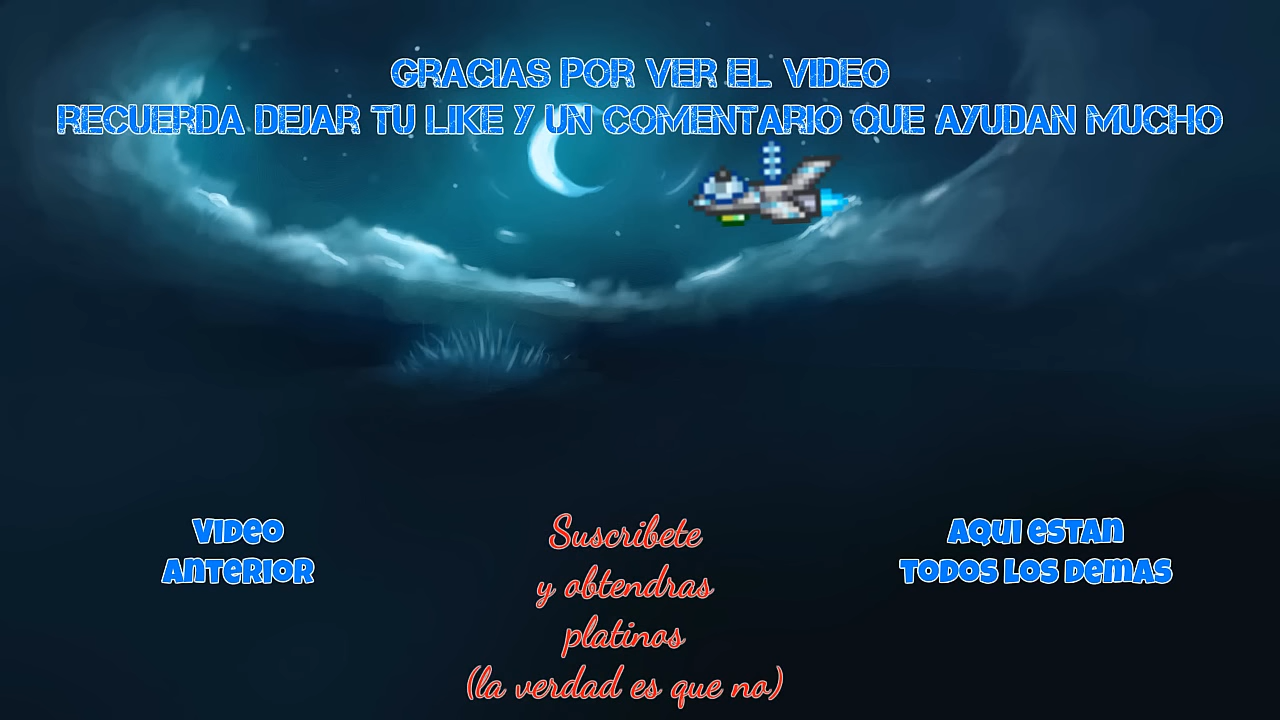 GRACIAS POR VER EL VIDEO
RECUERDA DEJAR TU LIKE Y UN COMENTARIO QUE AYUDAN MUCHO
VIDEO
ANTERIOR
Suscribete
y obtendras
platinos
(la verdad es que no)
AQUI ESTAN
TODOS LOS DEMAS